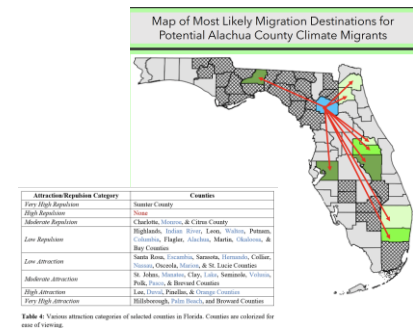 Map of Most Likely Migration Destinations for
Potential Alachua County Climate Migrants
Attraction/Repulsion Category Counties
Very High Repulsion Sumter County
High Repulsion None
Moderate Repulsion Charlotte, Monroe, & Citrus County
Low Repulsion Highlands, Indian River, Leon, Walton, Putnam,
Columbia, Flagler, Alachua, Martin, Okaloosa, &
Bay Counties
Low Attraction Santa Rosa, Escambia, Sarasota, Hernando, Collier,
Nassau, Osceola, Marion, & St. Lucie Counties
Moderate Attraction St. Johns, Manatee, Clay, Lake, Seminole, Volusia,
Polk, Pasco, & Brevard Counties
High Attraction Lee, Duval, Pinellas, & Orange Counties
Very High Attraction Hillsborough, Palm Beach, and Broward Counties
Table 4: Various attraction categories of selected counties in Florida. Counties are colorized for
ease of viewing.